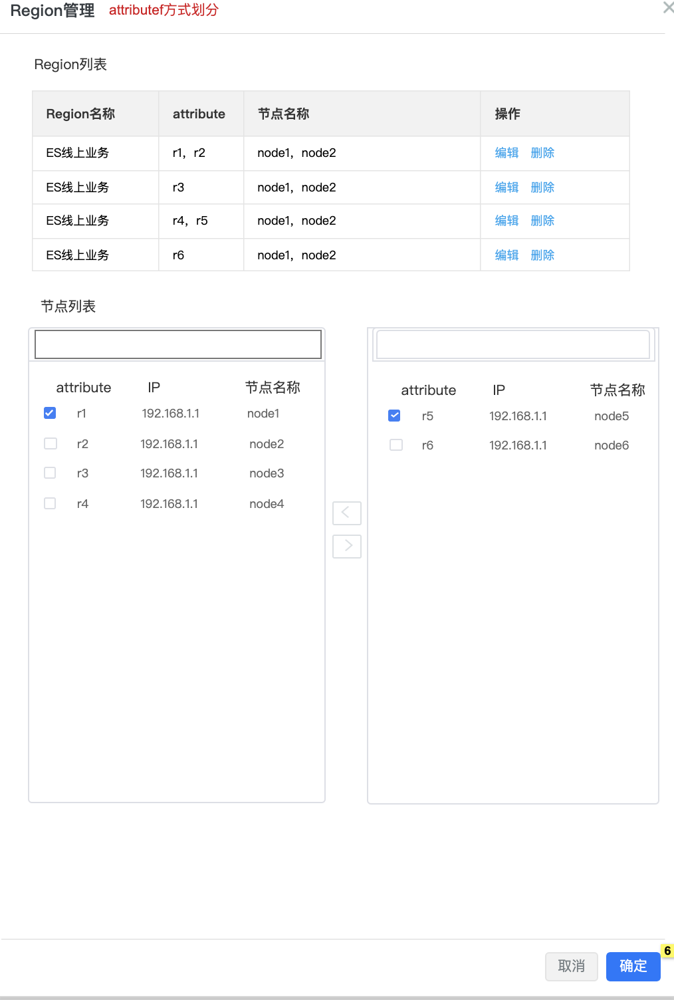 Region管理 attributef方式划分
Region列表
Region名称 attribute 节点名称 操作
ES线上业务 r1，r2 node1，node2 编辑 删除
ES线上业务 r3 node1，node2 编辑 删除
ES线上业务 r4，r5 node1，node2 编辑 删除
ES线上业务 r6 node1，node2 编辑 删除
节点列表
attribute IP 节点名称
r1 192.168.1.1 node1
r2 192.168.1.1 node2
r3 192.168.1.1 node3
r4 192.168.1.1 node4
attribute IP 节点名称
r5 192.168.1.1 node5
r6 192.168.1.1 node6
取消 确定 6